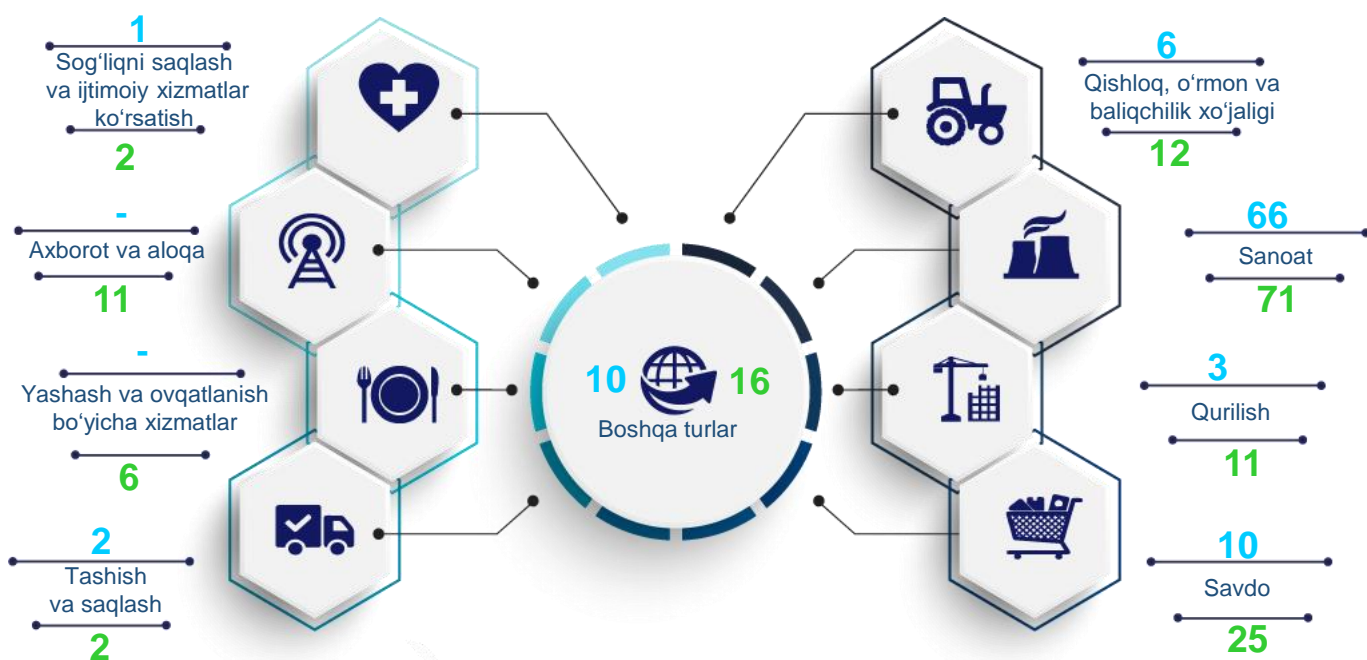 1
Sog‘liqni saqlash
va ijtimoiy xizmatlar
ko‘rsatish
2
-
Axborot va aloqa
11
-
Yashash va ovqatlanish
bo‘yicha xizmatlar
6
2
Tashish
va saqlash
2
10 16
Boshqa turlar
6
Qishloq, o‘rmon va
baliqchilik xo‘jaligi
12
66
Sanoat
71
3
Qurilish
11
10
Savdo
25